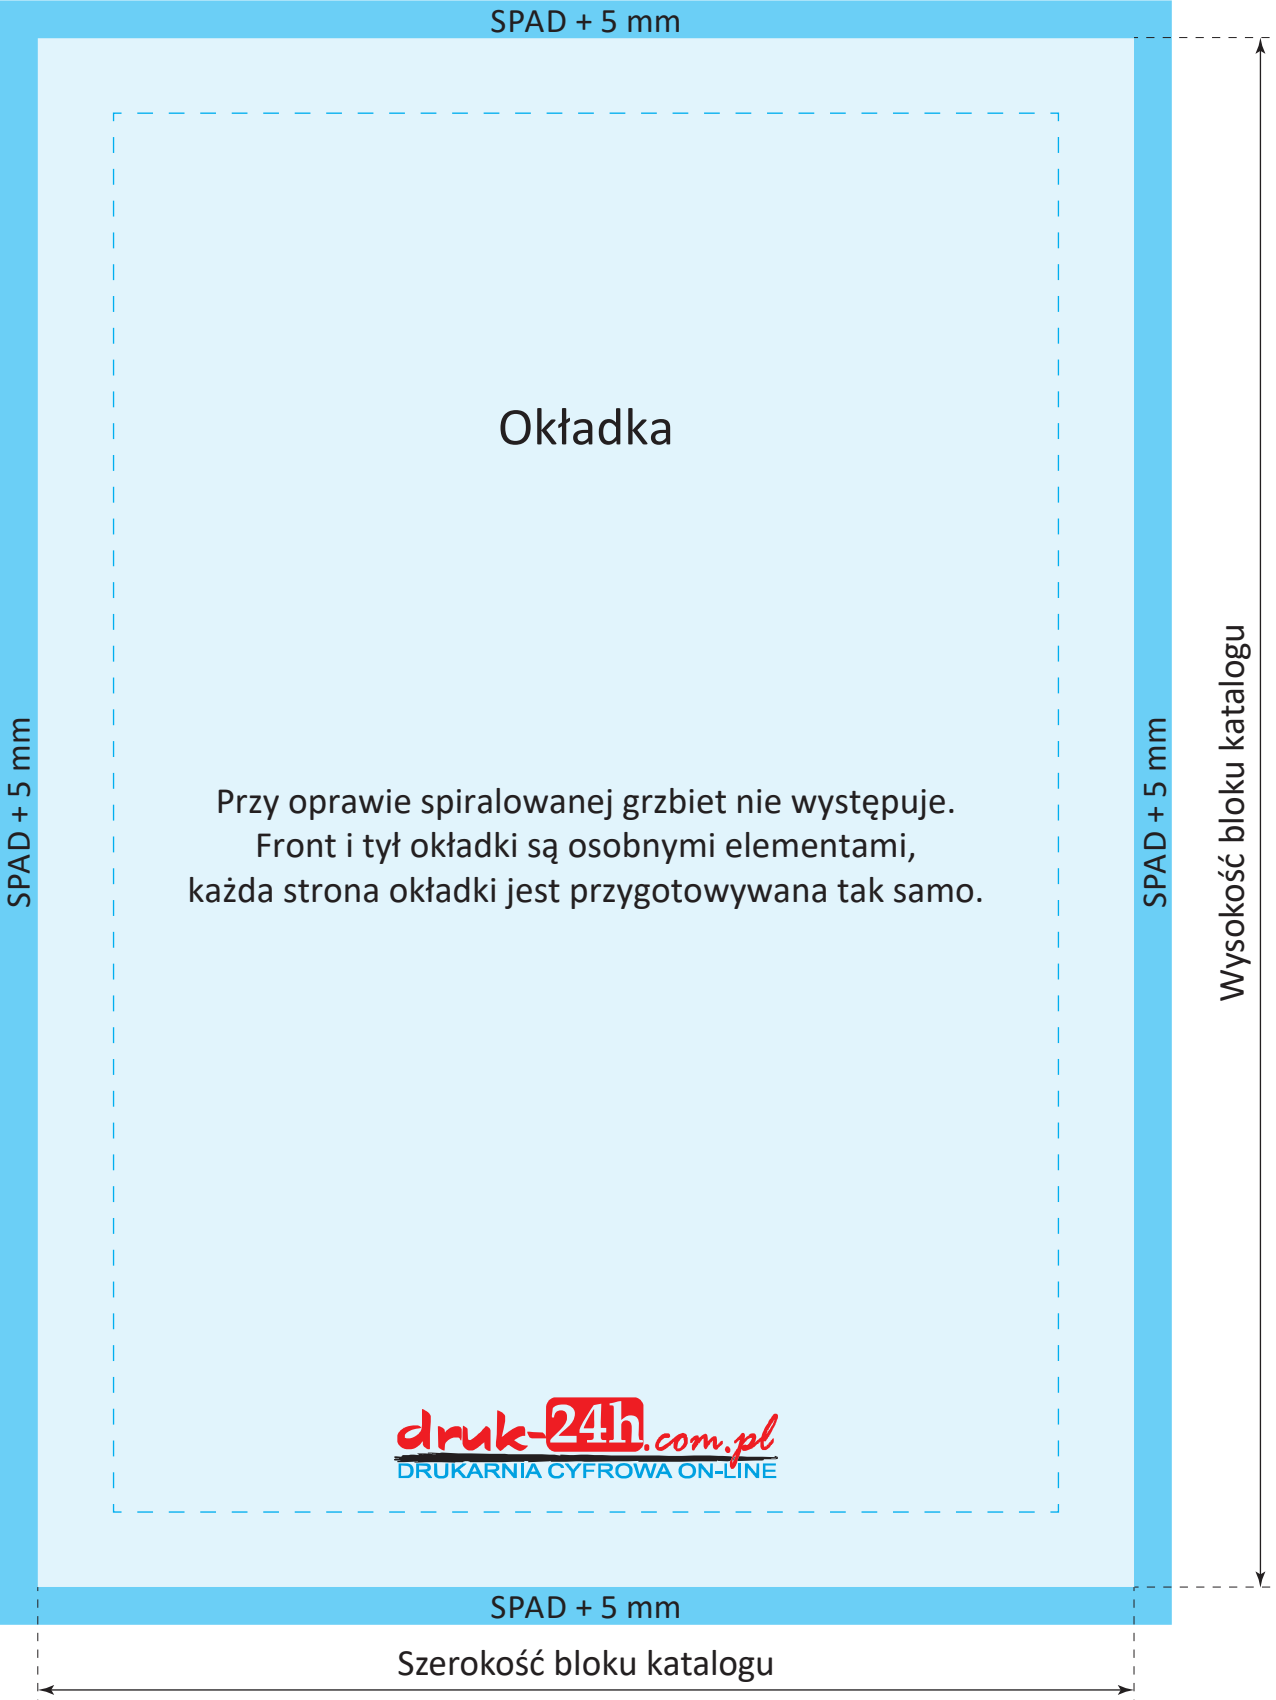 SPAD + 5 mm
Okładka
SPAD + 5 mm
Przy oprawie spiralowanej grzbiet nie występuje.
Front i tył okładki są osobnymi elementami,
każda strona okładki jest przygotowywana tak samo.
SPAD + 5 mm
Wysokość bloku katalogu
druk-24h.com.pl
DRUKARNIA CYFROWA ON-LINE
SPAD + 5 mm
Szerokość bloku katalogu